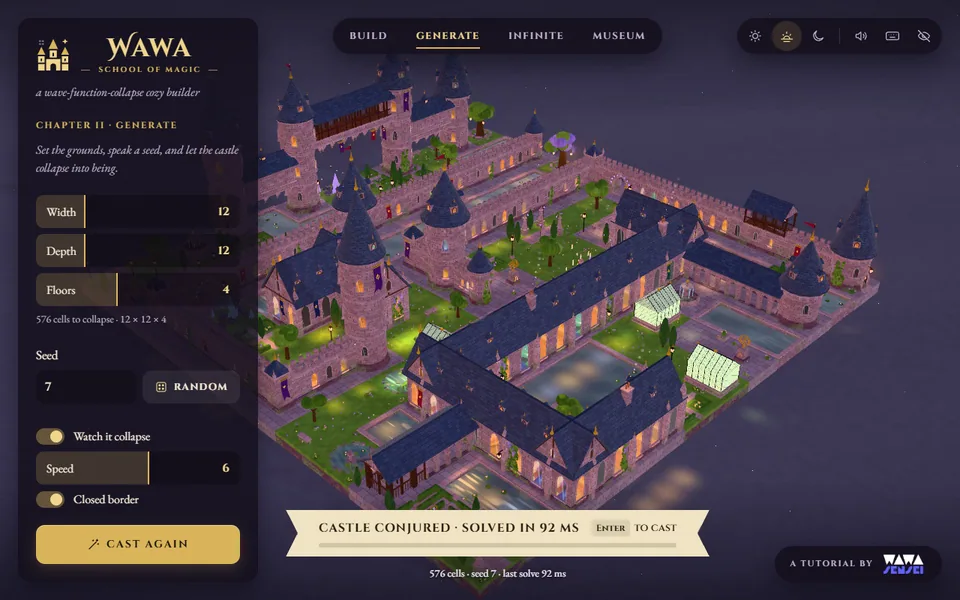 WAWA
SCHOOL OF MAGIC
a wave-function-collapse cozy builder
CHAPTER II · GENERATE
Set the grounds, speak a seed, and let the castle
collapse into being.
Width 12
Depth 12
Floors 4
576 cells to collapse · 12 × 12 × 4
Seed
7 RANDOM
Watch it collapse
Speed 6
Closed border
CAST AGAIN
BUILD GENERATE INFINITE MUSEUM
CASTLE CONJURED · SOLVED IN 92 MS ENTER TO CAST
576 cells · seed 7 · last solve 92 ms
A TUTORIAL BY WAWA SENSEI